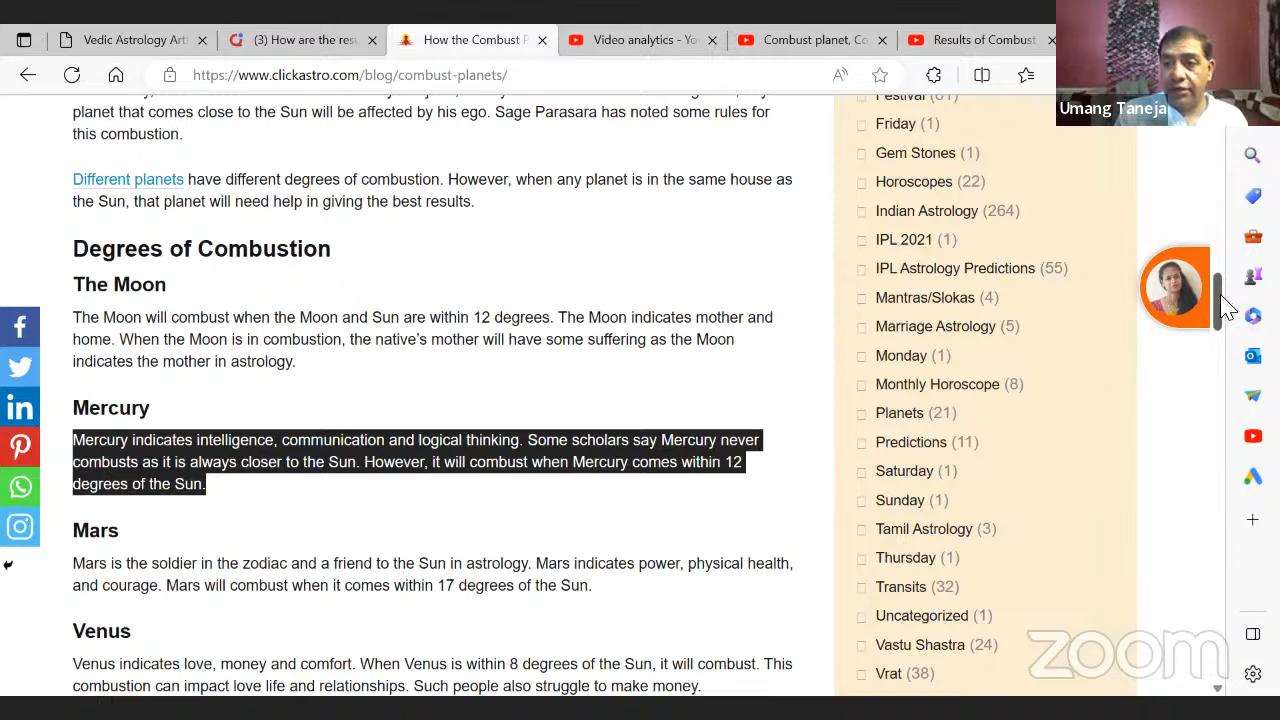 Vedic Astrology Art
(3) How are the resu
How the Combust P
Video analytics - Yo
Combust planet, Co
Results of Combust
https://www.clickastro.com/blog/combust-planets/
Umang Taneja
planet that comes close to the Sun will be affected by his ego. Sage Parasara has noted some rules for
this combustion.
Different planets have different degrees of combustion. However, when any planet is in the same house as
the Sun, that planet will need help in giving the best results.
Degrees of Combustion
The Moon
The Moon will combust when the Moon and Sun are within 12 degrees. The Moon indicates mother and
home. When the Moon is in combustion, the native's mother will have some suffering as the Moon
indicates the mother in astrology.
Mercury
Mercury indicates intelligence, communication and logical thinking. Some scholars say Mercury never
combusts as it is always closer to the Sun. However, it will combust when Mercury comes within 12
degrees of the Sun.
Mars
Mars is the soldier in the zodiac and a friend to the Sun in astrology. Mars indicates power, physical health,
and courage. Mars will combust when it comes within 17 degrees of the Sun.
Venus
Venus indicates love, money and comfort. When Venus is within 8 degrees of the Sun, it will combust. This
combustion can impact love life and relationships. Such people also struggle to make money.
Festival
Friday (1)
Gem Stones (1)
Horoscopes (22)
Indian Astrology (264)
IPL 2021 (1)
IPL Astrology Predictions (55)
Mantras/Slokas (4)
Marriage Astrology (5)
Monday (1)
Monthly Horoscope (8)
Planets (21)
Predictions (11)
Saturday (1)
Sunday (1)
Tamil Astrology (3)
Thursday (1)
Transits (32)
Uncategorized (1)
Vastu Shastra (24)
Vrat (38)
zoom